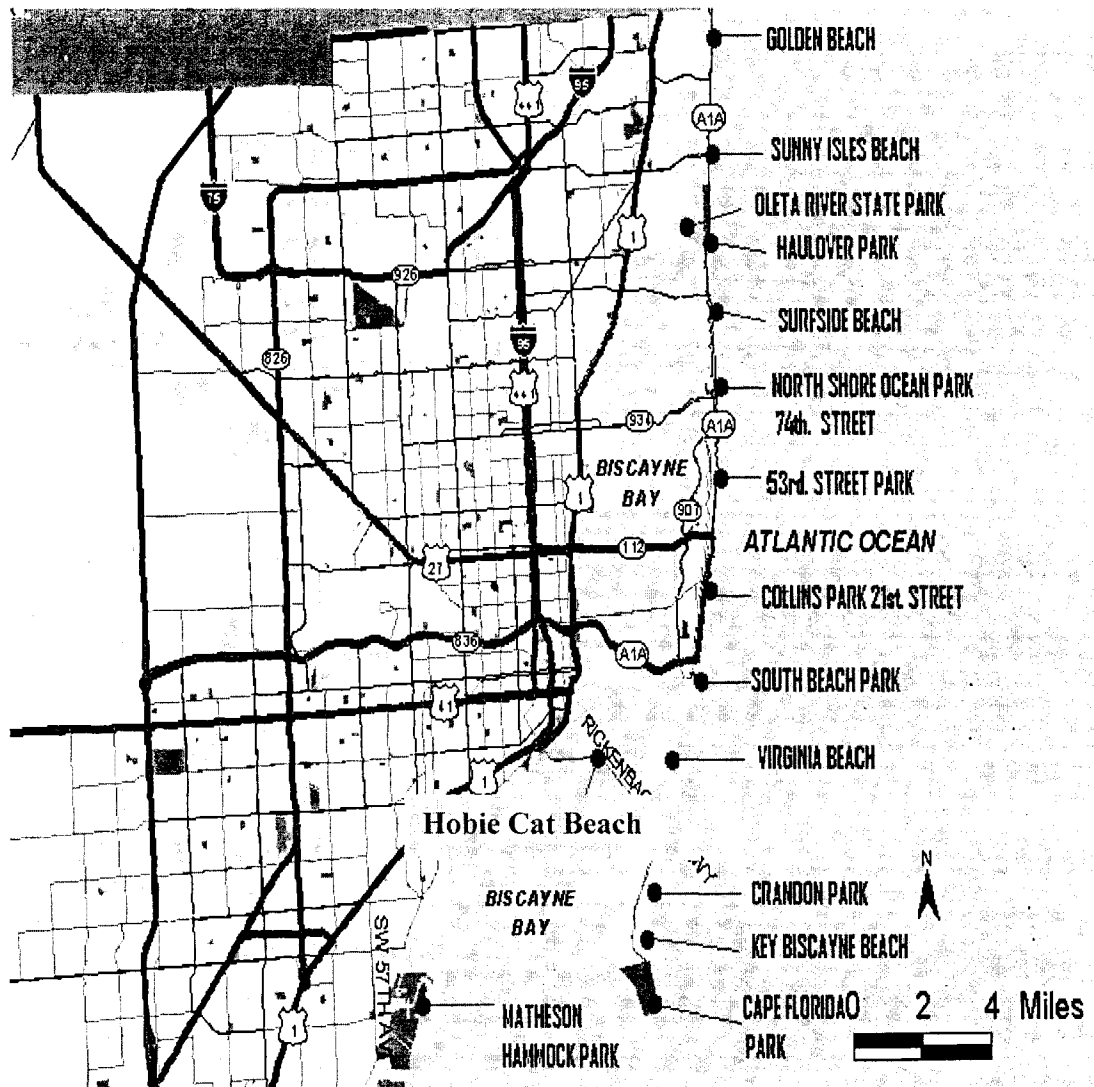 GOLDEN BEACH
95
441
A1A
SUNNY ISLES BEACH
75
OLETA RIVER STATE PARK
1
HAULOVER PARK
926
SURFSIDE BEACH
95
826
441
NORTH SHORE OCEAN PARK
74th. STREET
934
A1A
BISCAYNE
BAY
1
53rd. STREET PARK
907
ATLANTIC OCEAN
112
27
COLLINS PARK 21st. STREET
836
A1A
SOUTH BEACH PARK
41
RICKENBAC
VIRGINIA BEACH
1
Hobie Cat Beach
N
BISCAYNE
BAY
CRANDON PARK
KEY BISCAYNE BEACH
SW 57TH AV
MATHESON
HAMMOCK PARK
CAPE FLORIDA
PARK
0 2 4 Miles
1